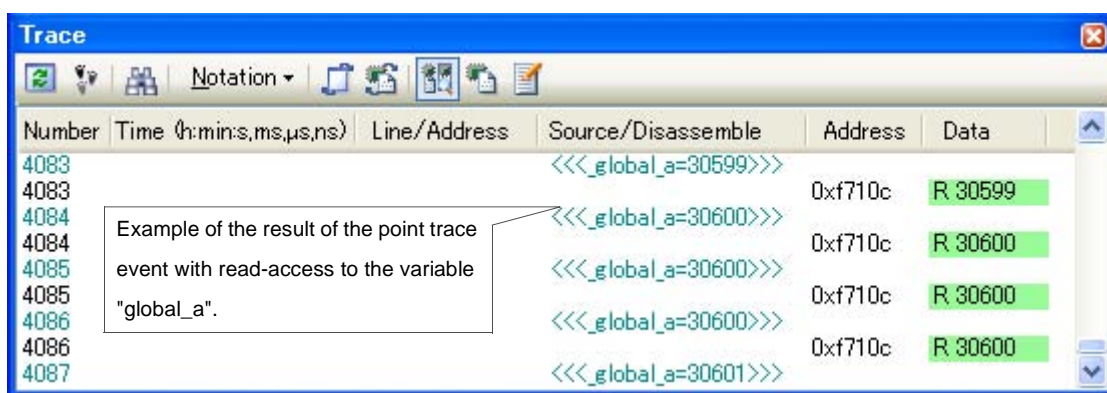 Trace
Notation
Number Time (h:min:s,ms,μs,ns) Line/Address Source/Disassemble Address Data
4083 <<<_global_a=30599>>>
4083 0xf710c R 30599
4084 <<<_global_a=30600>>>
4084 0xf710c R 30600
4085 <<<_global_a=30600>>>
4085 0xf710c R 30600
4086 <<<_global_a=30600>>>
4086 0xf710c R 30600
4087 <<<_global_a=30601>>>
Example of the result of the point trace
event with read-access to the variable
"global_a".